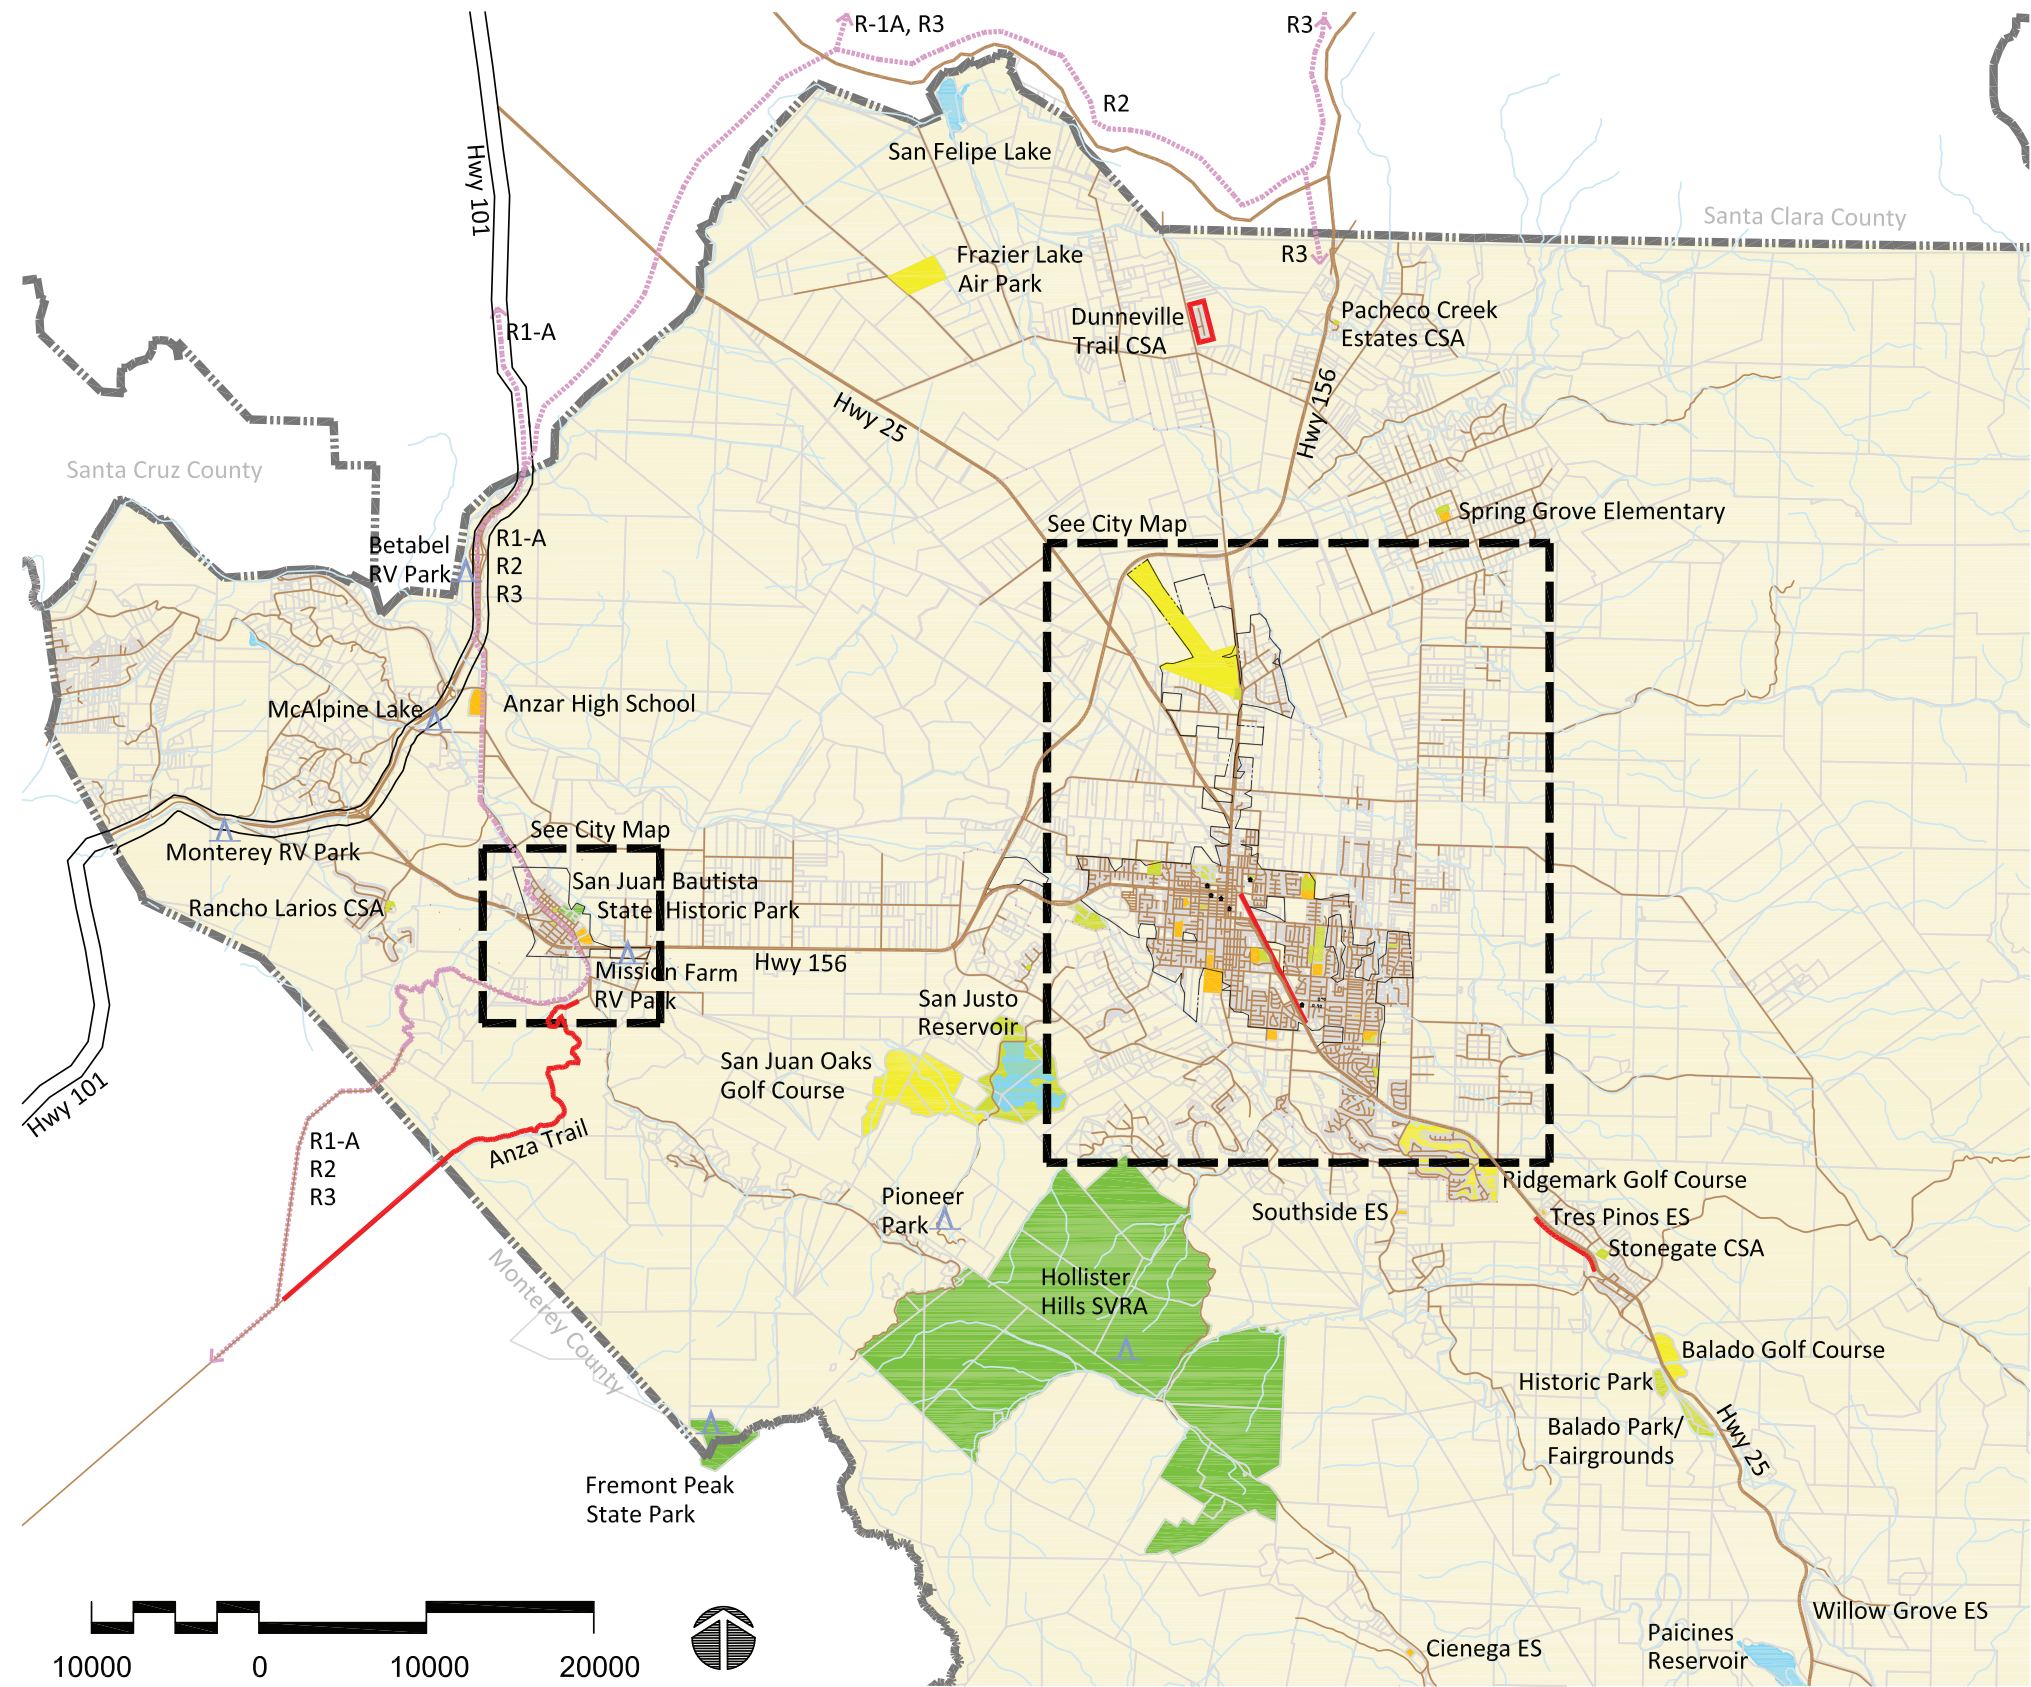 R-1A, R3
R3
R2
San Felipe Lake
Hwy 101
Santa Clara County
R3
Frazier Lake
Air Park
Dunneville
Trail CSA
Pacheco Creek
Estates CSA
R1-A
Hwy 25
Hwy 156
Santa Cruz County
Spring Grove Elementary
See City Map
Betabel
RV Park
R1-A
R2
R3
McAlpine Lake
Anzar High School
See City Map
Monterey RV Park
San Juan Bautista
State Historic Park
Rancho Larios CSA
Hwy 156
Mission Farm
RV Park
San Justo
Reservoir
San Juan Oaks
Golf Course
Hwy 101
Anza Trail
R1-A
R2
R3
Pioneer
Park
Ridgemark Golf Course
Southside ES
Tres Pinos ES
Stonegate CSA
Monterey County
Hollister
Hills SVRA
Balado Golf Course
Historic Park
Balado Park/
Fairgrounds
Hwy 25
Fremont Peak
State Park
Willow Grove ES
Cienega ES
Paicines
Reservoir
10000 0 10000 20000